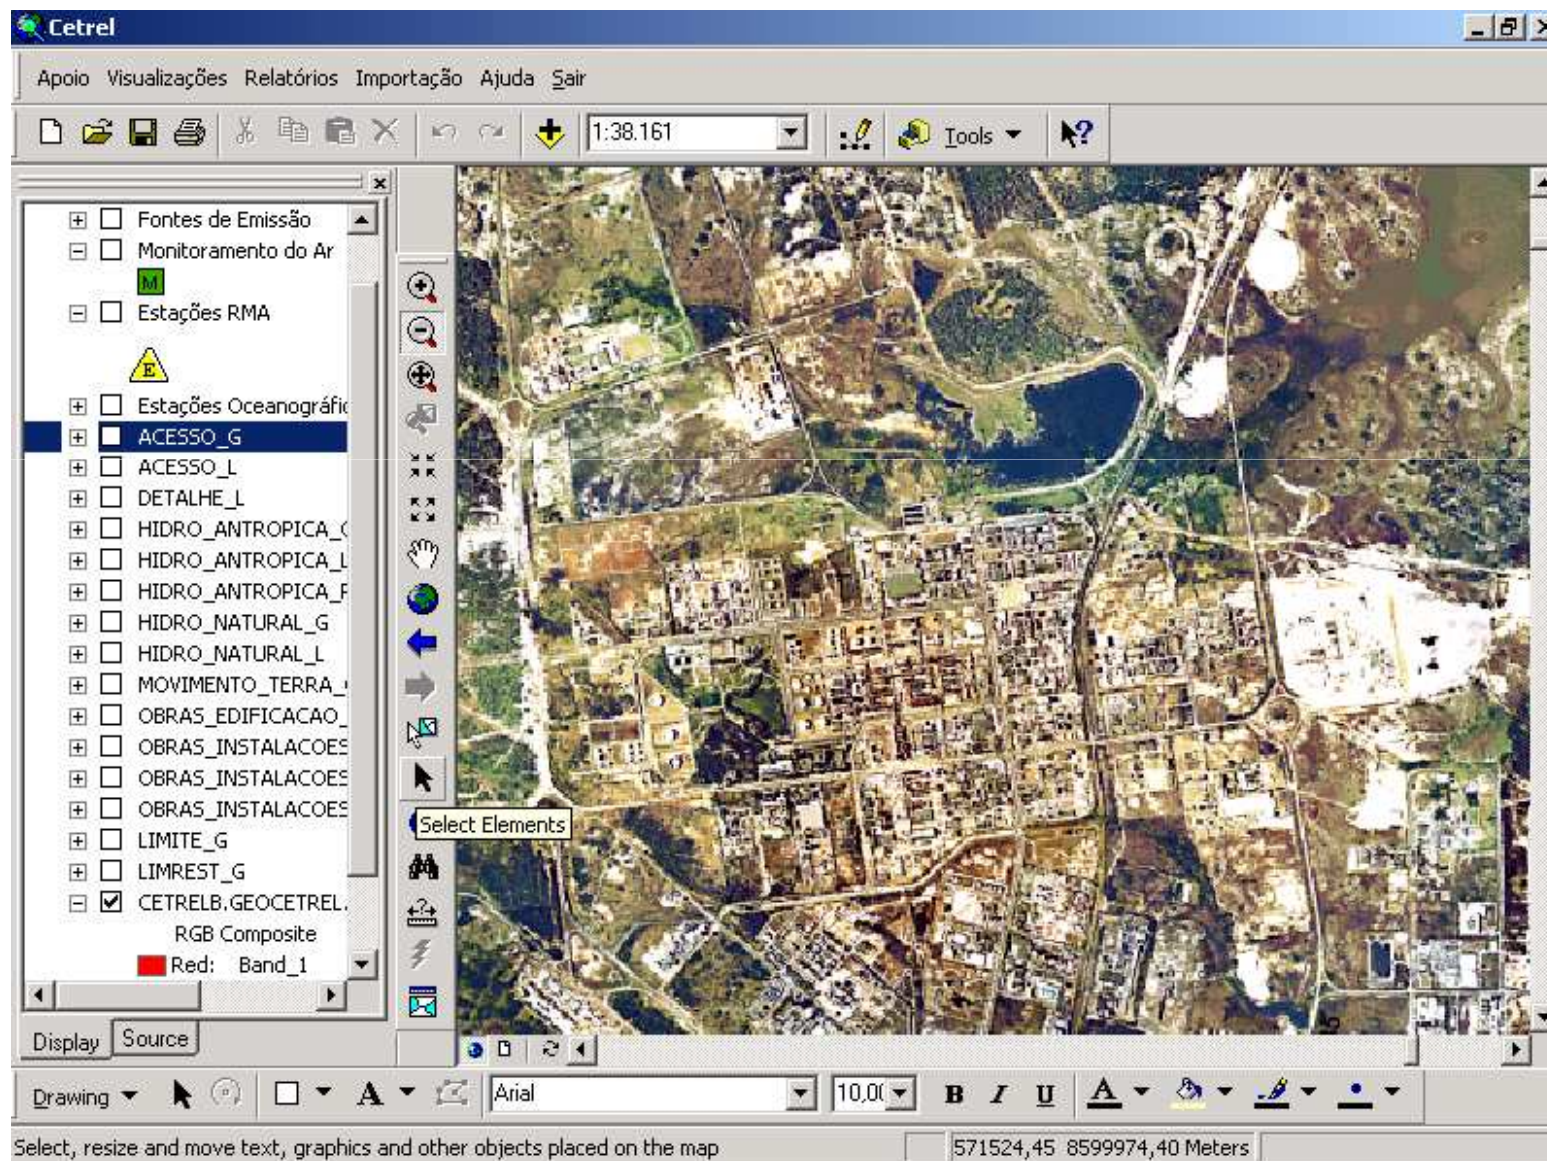 Cetrel
Apoio Visualizações Relatórios Importação Ajuda Sair
1:38.161 Tools
Fontes de Emissão
Monitoramento do Ar
M
Estações RMA
E
Estações Oceanográfic
ACESSO_G
ACESSO_L
DETALHE_L
HIDRO_ANTROPICA_
HIDRO_ANTROPICA_L
HIDRO_ANTROPICA_
HIDRO_NATURAL_G
HIDRO_NATURAL_L
MOVIMENTO_TERRA_
OBRAS_EDIFICACAO_
OBRAS_INSTALACOES
OBRAS_INSTALACOES
OBRAS_INSTALACOES
LIMITE_G
LIMREST_G
CETRELB.GEOCETREL.
RGB Composite
Red: Band_1
Select Elements
Display Source
Drawing A Arial 10,00 B I U A
Select, resize and move text, graphics and other objects placed on the map 571524,45 8599974,40 Meters